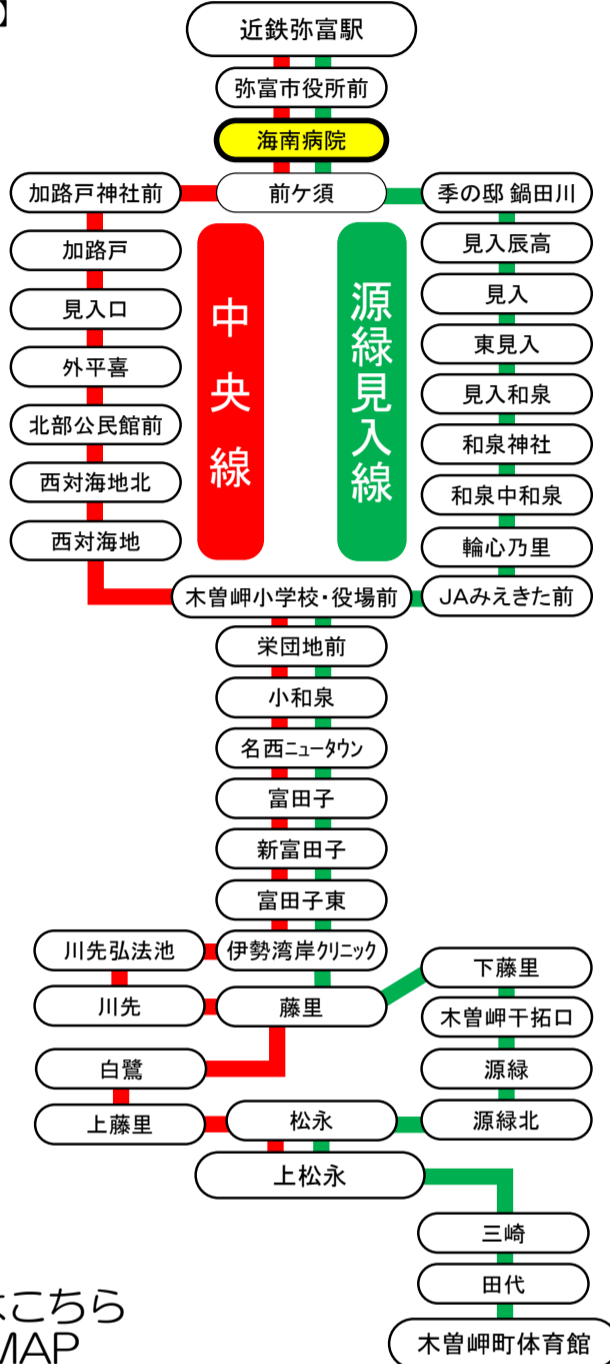 】
近鉄弥富駅
弥富市役所前
海南病院
前ケ須
加路戸神社前
加路戸
見入口
外平喜
北部公民館前
西対海地北
西対海地
中央線
源緑見入線
季の邸 鍋田川
見入辰高
見入
東見入
見入和泉
和泉神社
和泉中和泉
輪心乃里
JAみえきた前
木曽岬小学校・役場前
栄団地前
小和泉
名西ニュータウン
富田子
新富田子
富田子東
伊勢湾岸クリニック
川先弘法池
川先
藤里
白鷺
上藤里
下藤里
木曽岬干拓口
源緑
源緑北
松永
上松永
三崎
田代
木曽岬町体育館
はこちら
MAP